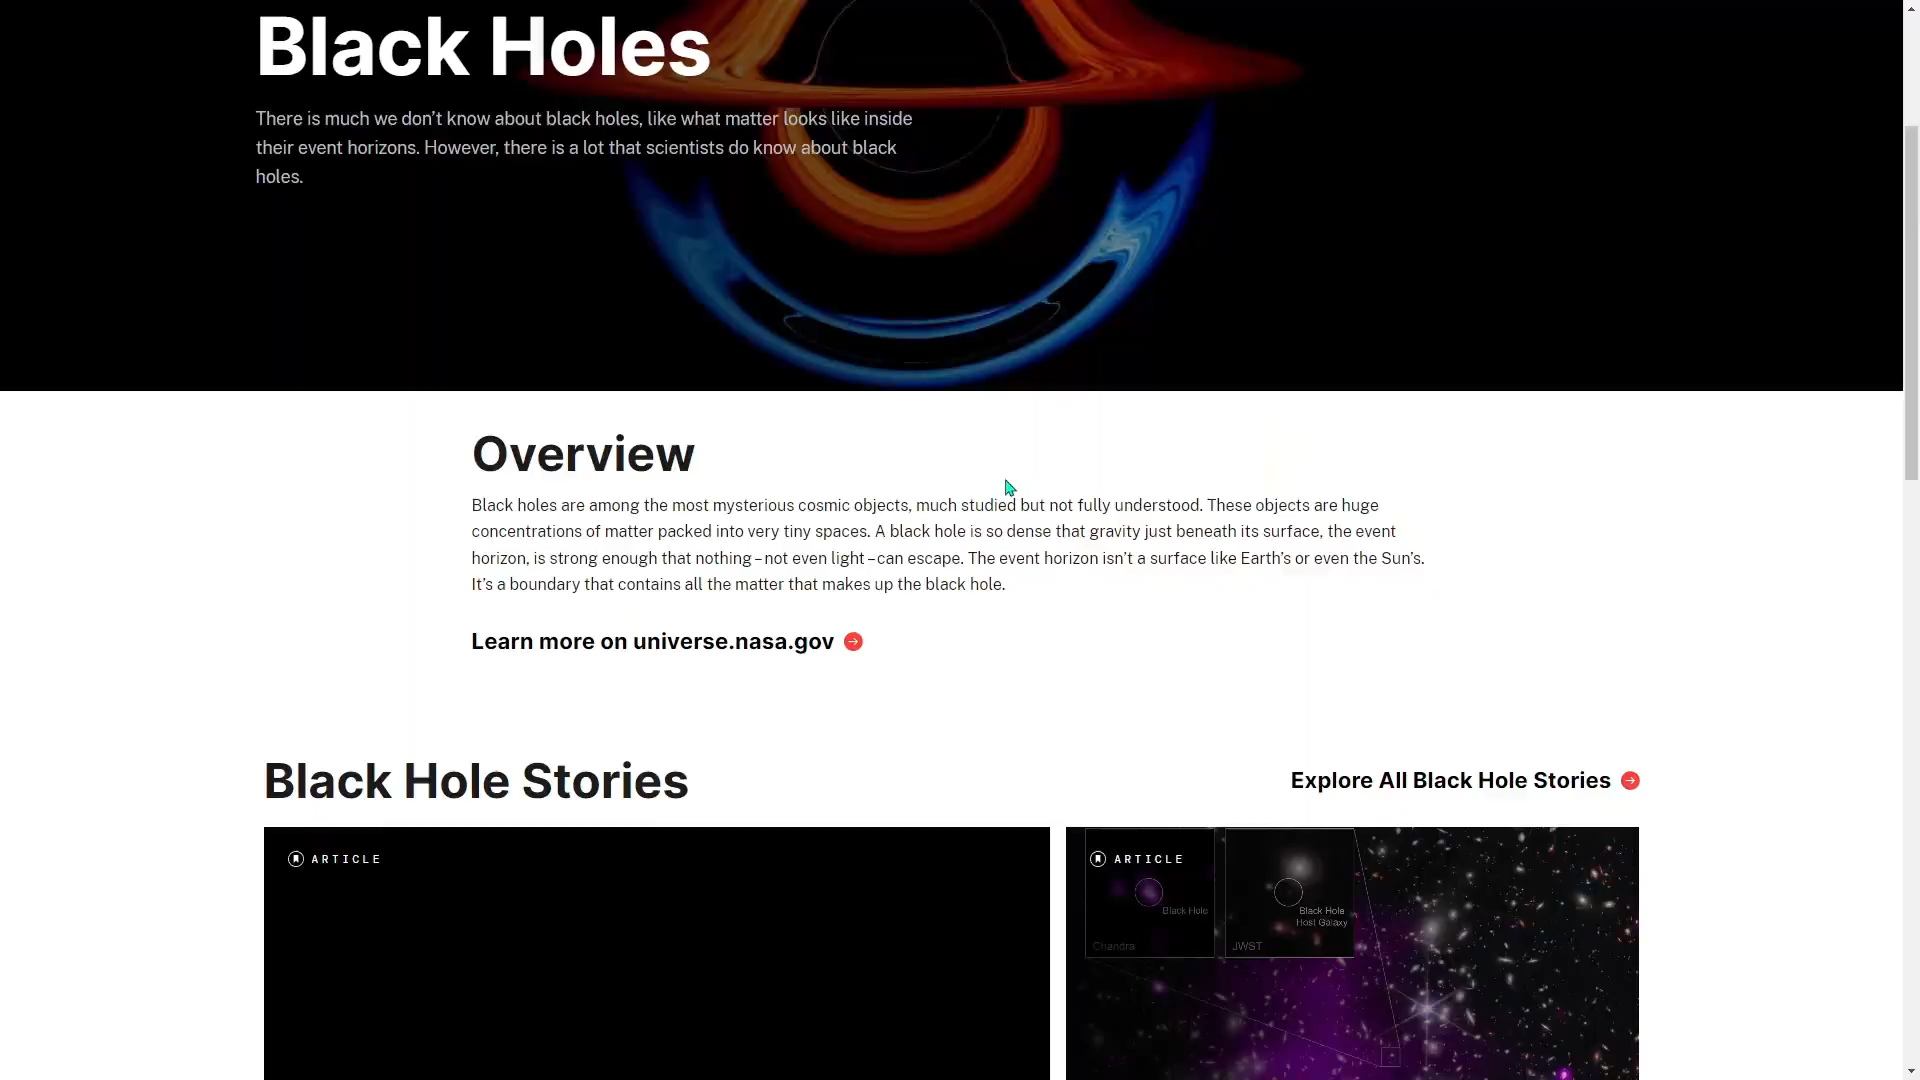 Black Holes
There is much we don’t know about black holes, like what matter looks like inside
their event horizons. However, there is a lot that scientists do know about black
holes.
Overview
Black holes are among the most mysterious cosmic objects, much studied but not fully understood. These objects are huge
concentrations of matter packed into very tiny spaces. A black hole is so dense that gravity just beneath its surface, the event
horizon, is strong enough that nothing – not even light – can escape. The event horizon isn’t a surface like Earth’s or even the Sun’s.
It’s a boundary that contains all the matter that makes up the black hole.
Learn more on universe.nasa.gov
Black Hole Stories
Explore All Black Hole Stories
ARTICLE
ARTICLE
Black Hole
Black Hole
Host Galaxy
Chandra
JWST